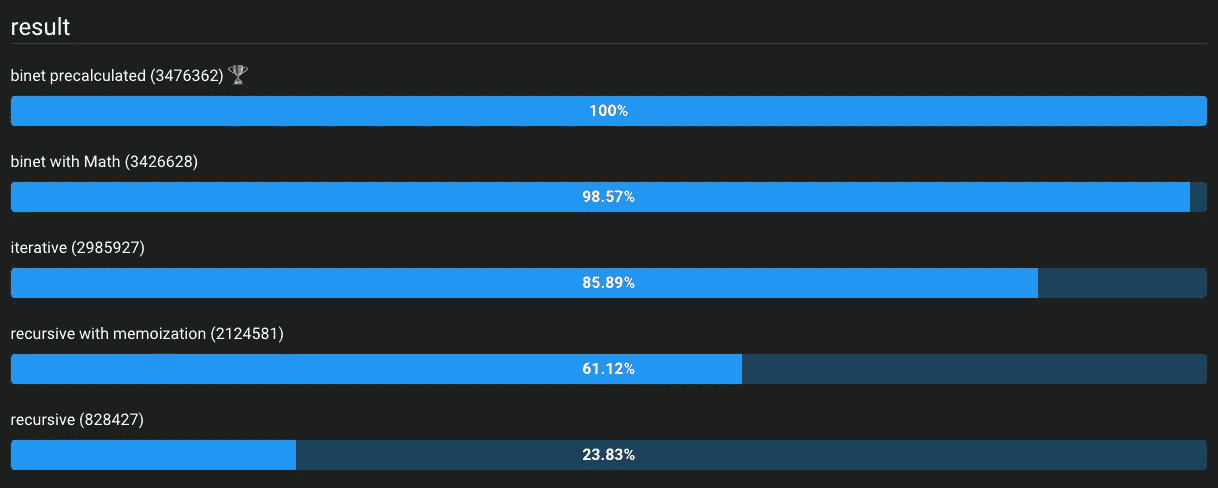 result
binet precalculated (3476362) 🏆
100%
binet with Math (3426628)
98.57%
iterative (2985927)
85.89%
recursive with memoization (2124581)
61.12%
recursive (828427)
23.83%